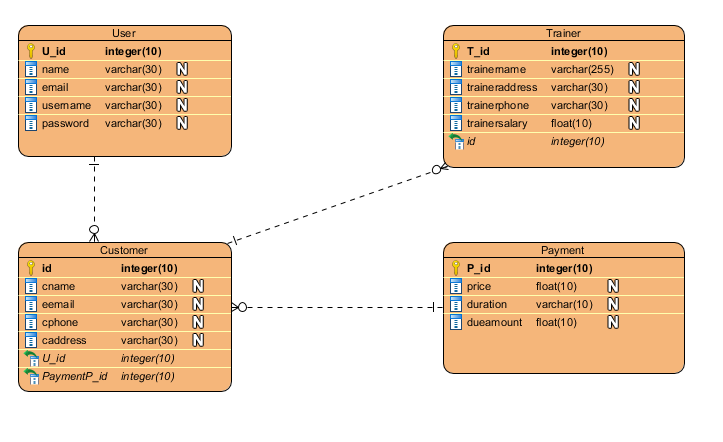 User
U_id integer(10)
name varchar(30) N
email varchar(30) N
username varchar(30) N
password varchar(30) N
Trainer
T_id integer(10)
trainername varchar(255) N
traineraddress varchar(30) N
trainerphone varchar(30) N
trainersalary float(10) N
id integer(10)
Customer
id integer(10)
cname varchar(30) N
eemail varchar(30) N
cphone varchar(30) N
caddress varchar(30) N
U_id integer(10)
PaymentP_id integer(10)
Payment
P_id integer(10)
price float(10) N
duration varchar(10) N
dueamount float(10) N